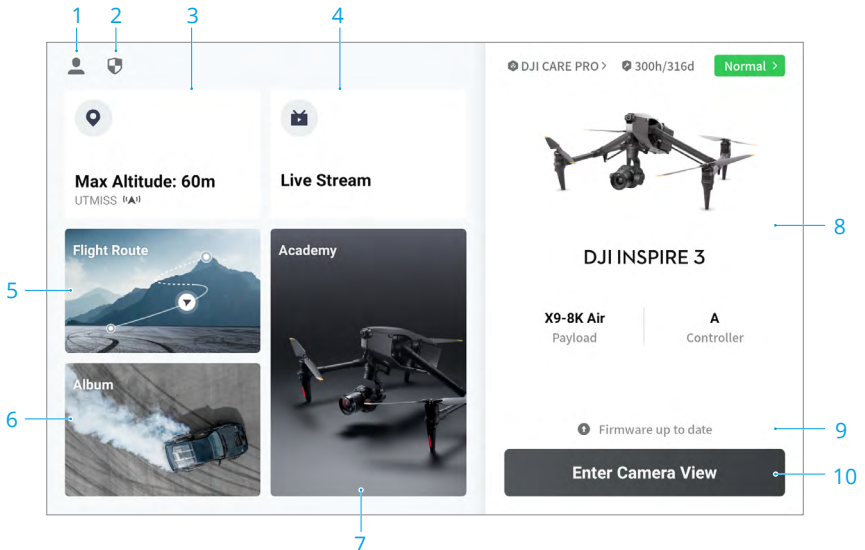 1
2
3
4
DJI CARE PRO >
300h/316d
Normal >
Max Altitude: 60m
UTMISS
Live Stream
Flight Route
Academy
5
8
DJI INSPIRE 3
X9-8K Air
Payload
A
Controller
Album
6
Firmware up to date
9
Enter Camera View
10
7